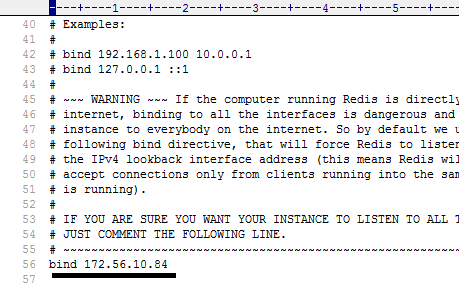 ----+----1----+----2----+----3----+----4----+----5----+---
40 # Examples:
41 #
42 # bind 192.168.1.100 10.0.0.1
43 # bind 127.0.0.1 ::1
44 #
45 # ~~~ WARNING ~~~ If the computer running Redis is directly
46 # internet, binding to all the interfaces is dangerous and
47 # instance to everybody on the internet. So by default we u
48 # following bind directive, that will force Redis to listen
49 # the IPv4 lookback interface address (this means Redis wil
50 # accept connections only from clients running into the sam
51 # is running).
52 #
53 # IF YOU ARE SURE YOU WANT YOUR INSTANCE TO LISTEN TO ALL T
54 # JUST COMMENT THE FOLLOWING LINE.
55 # ~~~~~~~~~~~~~~~~~~~~~~~~~~~~~~~~~~~~~~~~~~~~~~~~~~~~~~~~~
56 bind 172.56.10.84
57